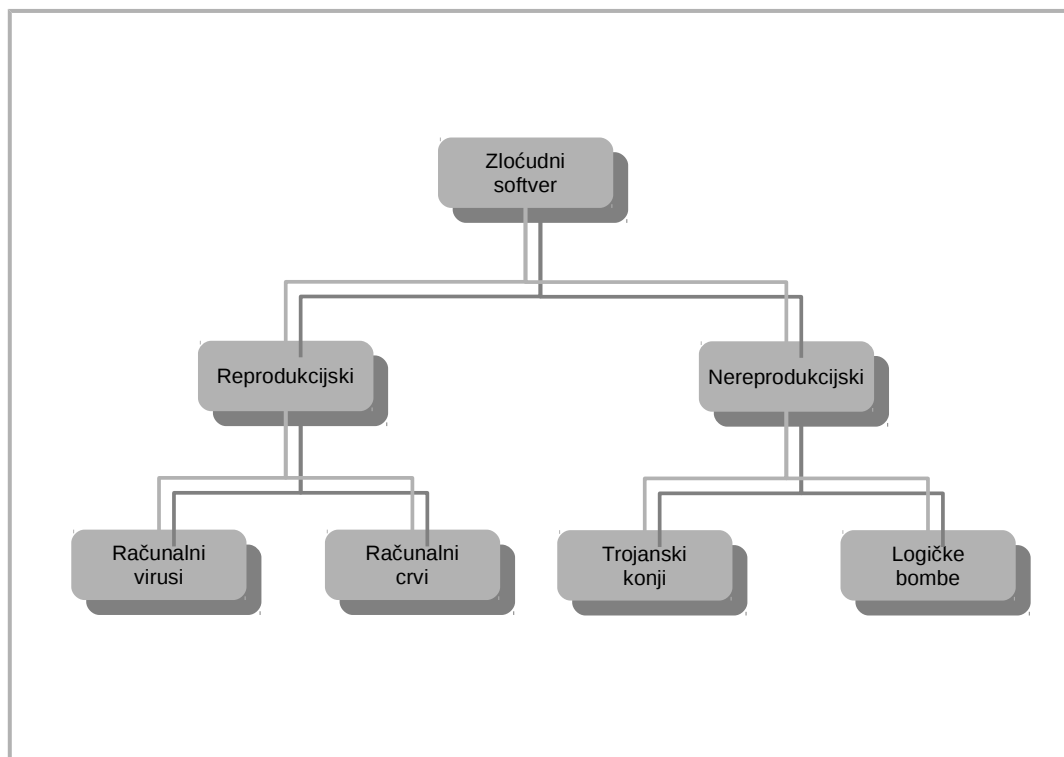 Zloćudni
softver
Reprodukcijski
Nereprodukcijski
Računalni
virusi
Računalni
crvi
Trojanski
konji
Logičke
bombe